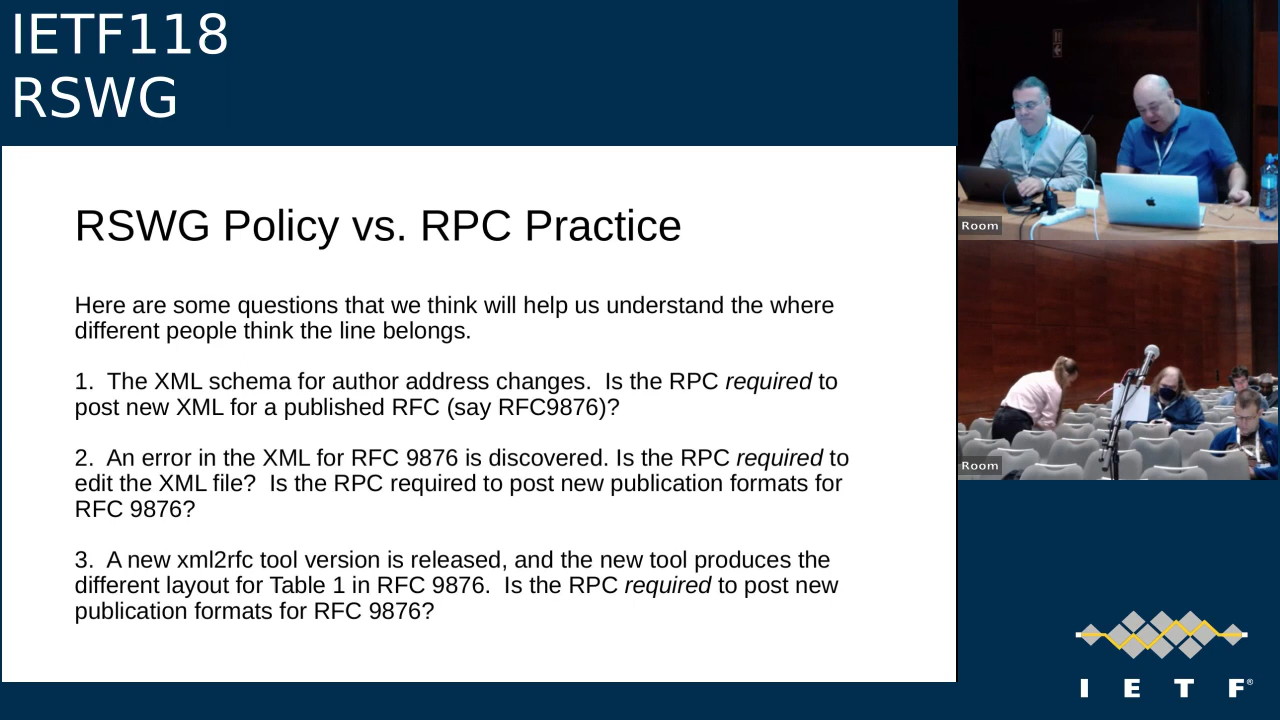 IETF118
RSWG
RSWG Policy vs. RPC Practice
Here are some questions that we think will help us understand the where
different people think the line belongs.
1.  The XML schema for author address changes.  Is the RPC required to
post new XML for a published RFC (say RFC9876)?
2.  An error in the XML for RFC 9876 is discovered. Is the RPC required to
edit the XML file?  Is the RPC required to post new publication formats for
RFC 9876?
3.  A new xml2rfc tool version is released, and the new tool produces the
different layout for Table 1 in RFC 9876.  Is the RPC required to post new
publication formats for RFC 9876?
Room
Room
I E T F®